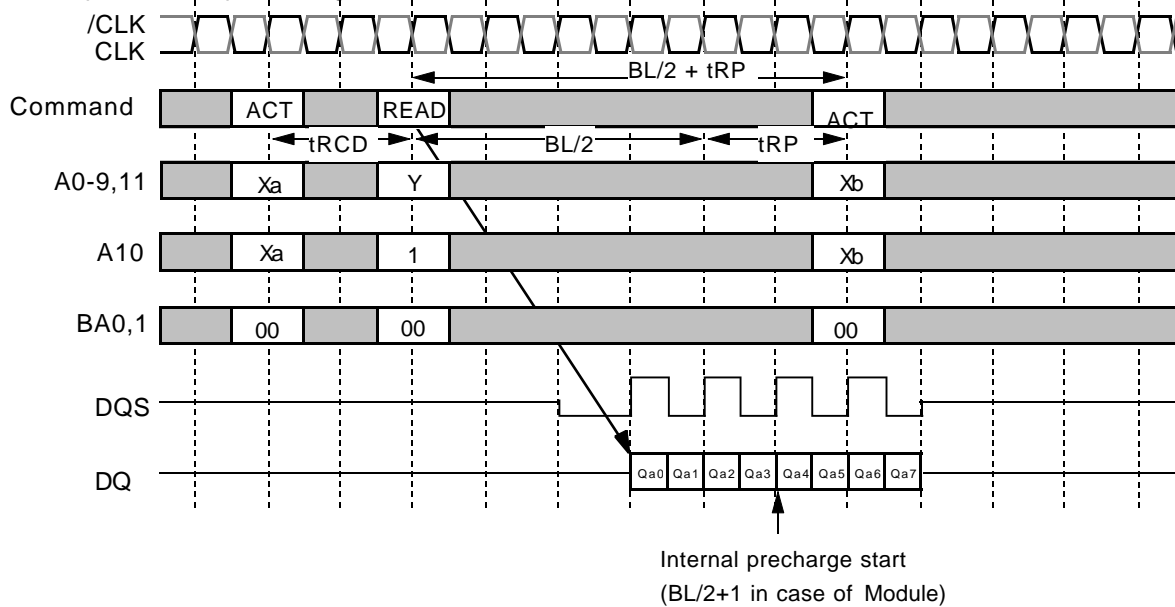 /CLK
CLK
BL/2 + tRP
Command ACT READ ACT
tRCD BL/2 tRP
A0-9,11 Xa Y Xb
A10 Xa 1 Xb
BA0,1 00 00 00
DQS
DQ Qa0 Qa1 Qa2 Qa3 Qa4 Qa5 Qa6 Qa7
Internal precharge start
(BL/2+1 in case of Module)